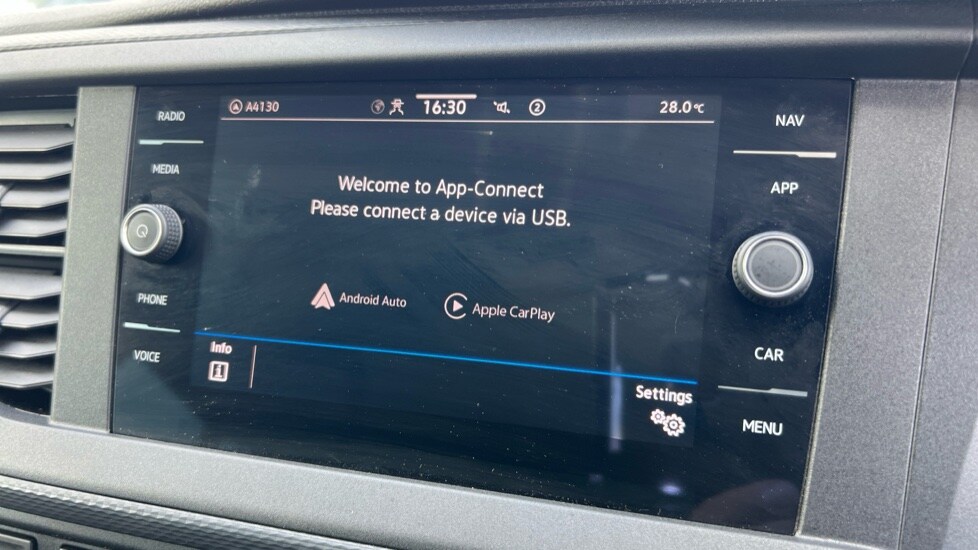 RADIO
MEDIA
PHONE
VOICE
A4130
16:30
2
28.0°C
Welcome to App-Connect
Please connect a device via USB.
Android Auto
Apple CarPlay
Info
Settings
NAV
APP
CAR
MENU